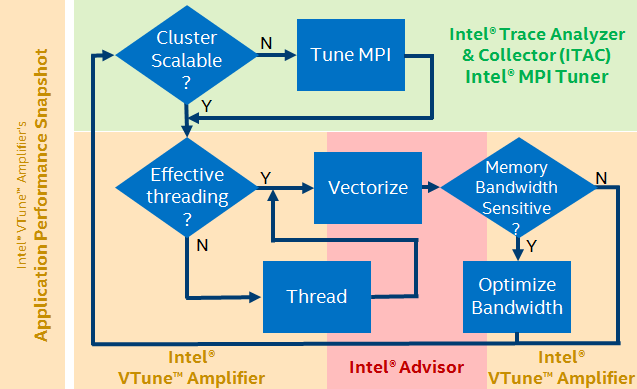 Intel® VTune™ Amplifier's
Application Performance Snapshot
Cluster
Scalable
?
N
Tune MPI
Y
Intel® Trace Analyzer
& Collector (ITAC)
Intel® MPI Tuner
Effective
threading
?
Y
N
Vectorize
Thread
Memory
Bandwidth
Sensitive
?
N
Y
Optimize
Bandwidth
Intel®
VTune™ Amplifier
Intel® Advisor
Intel®
VTune™ Amplifier